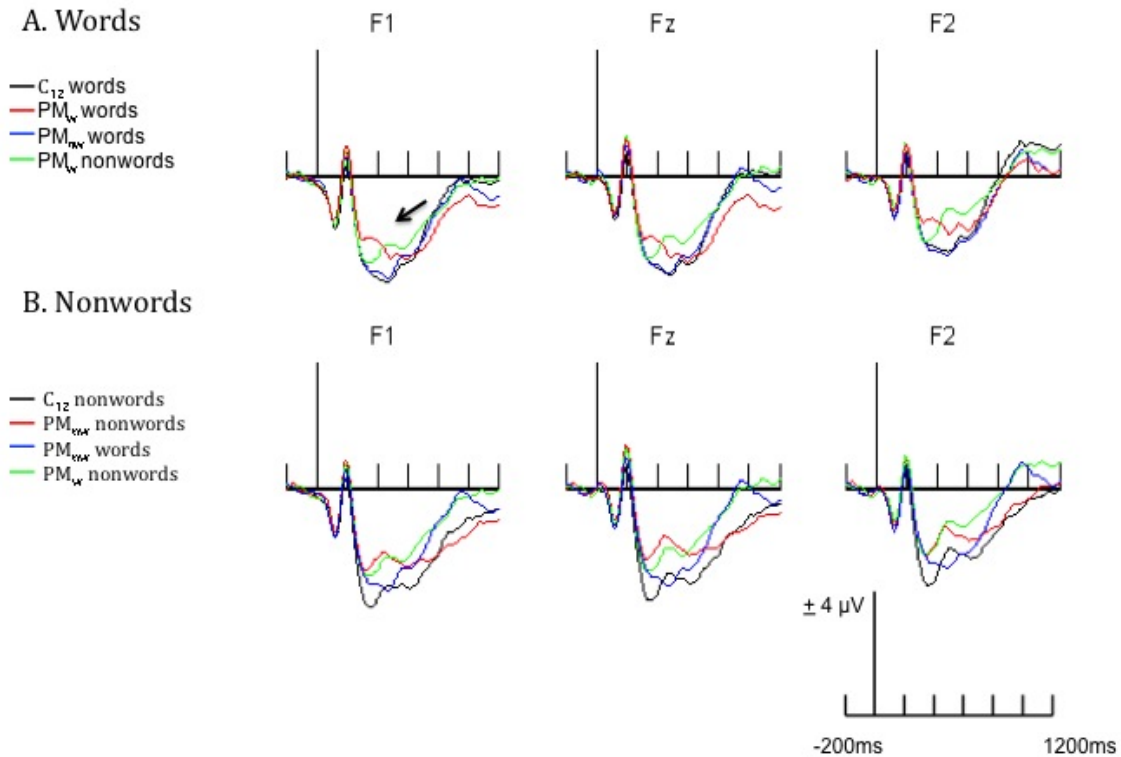 A. Words
F1 Fz F2
C12 words
PMw words
PMnw words
PMw nonwords
B. Nonwords
F1 Fz F2
C12 nonwords
PMnw nonwords
PMnw words
PMw nonwords
± 4 µV
-200ms 1200ms